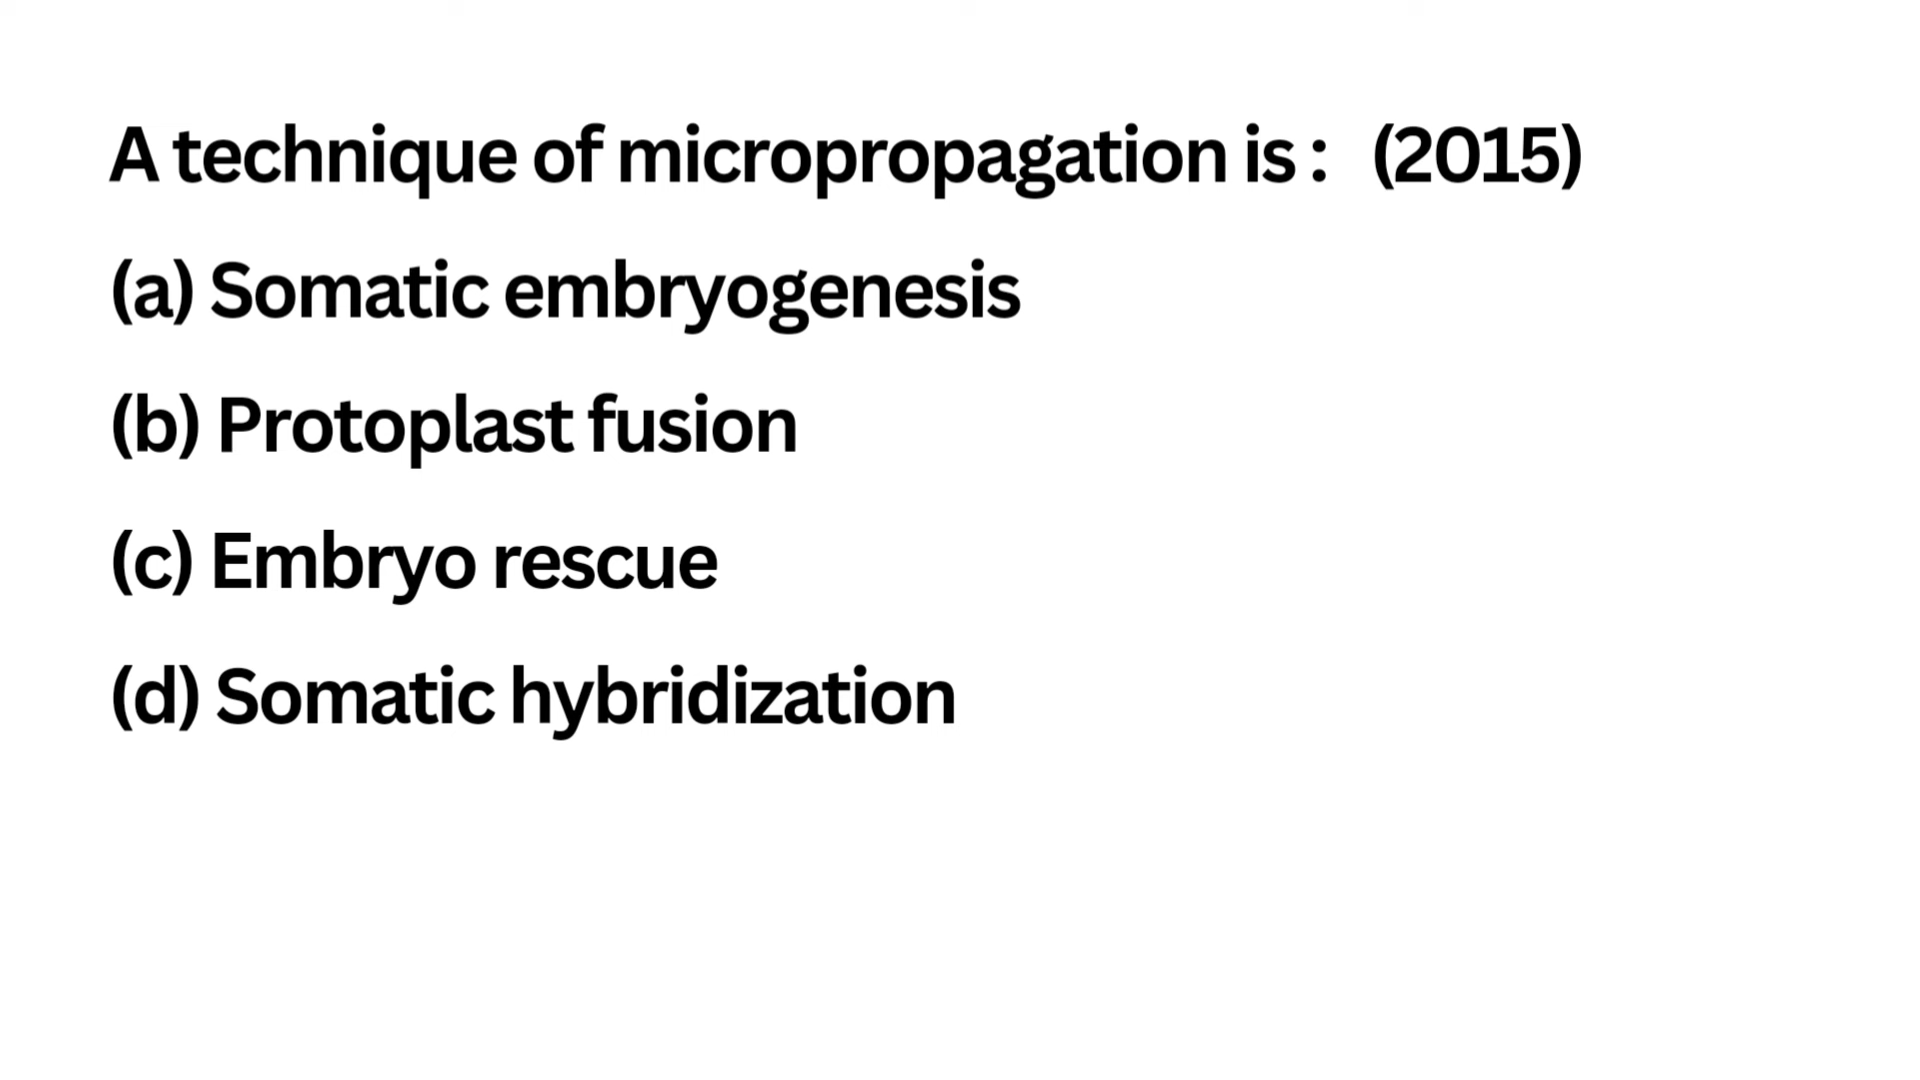 A technique of micropropagation is : (2015)
(a) Somatic embryogenesis
(b) Protoplast fusion
(c) Embryo rescue
(d) Somatic hybridization